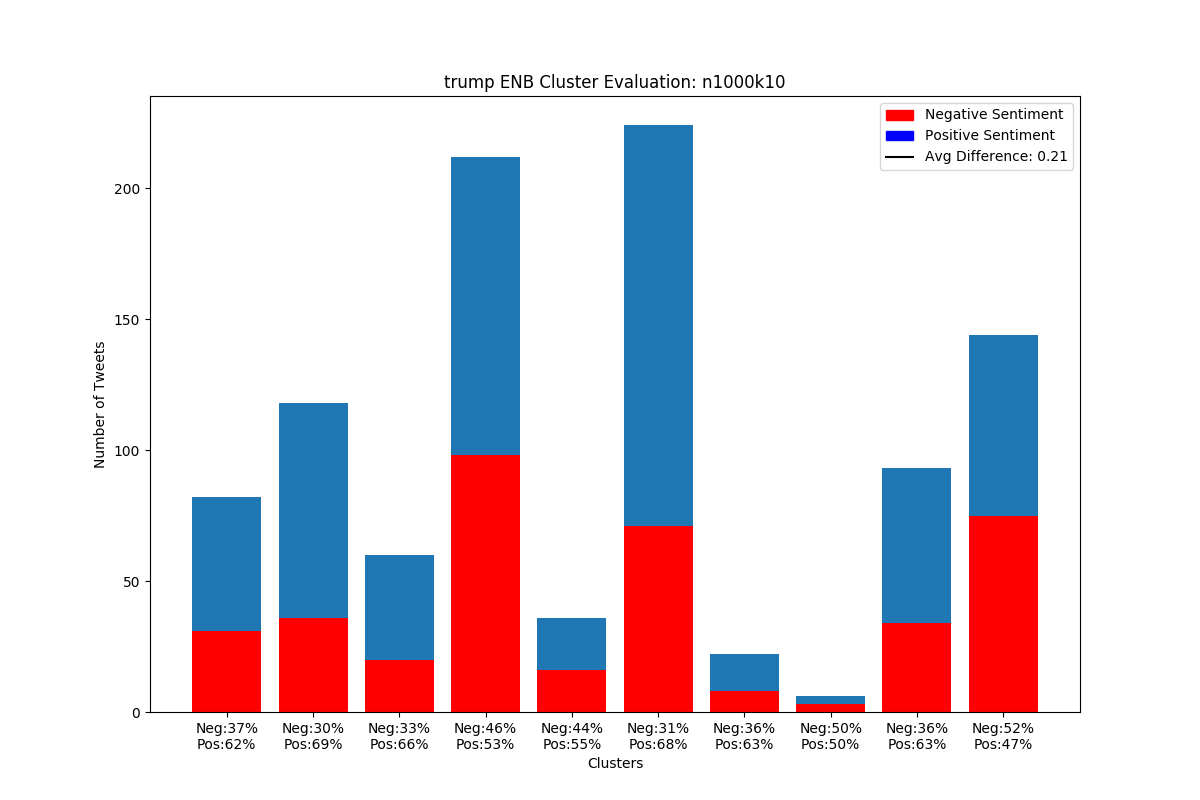 trump ENB Cluster Evaluation: n1000k10
Negative Sentiment
Positive Sentiment
Avg Difference: 0.21
Number of Tweets
200
150
100
50
0
Neg:37% Neg:30% Neg:33% Neg:46% Neg:44% Neg:31% Neg:36% Neg:50% Neg:36% Neg:52%
Pos:62% Pos:69% Pos:66% Pos:53% Pos:55% Pos:68% Pos:63% Pos:50% Pos:63% Pos:47%
Clusters